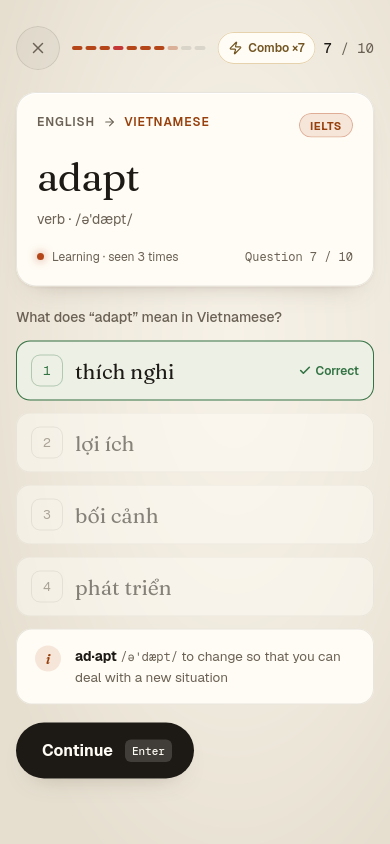 Combo ×7
7 / 10
ENGLISH → VIETNAMESE
IELTS
adapt
verb · /ə'dæpt/
Learning · seen 3 times
Question 7 / 10
What does “adapt” mean in Vietnamese?
1 thích nghi
Correct
2 lợi ích
3 bối cảnh
4 phát triển
i
ad·apt /əˈdæpt/ to change so that you can
deal with a new situation
Continue Enter